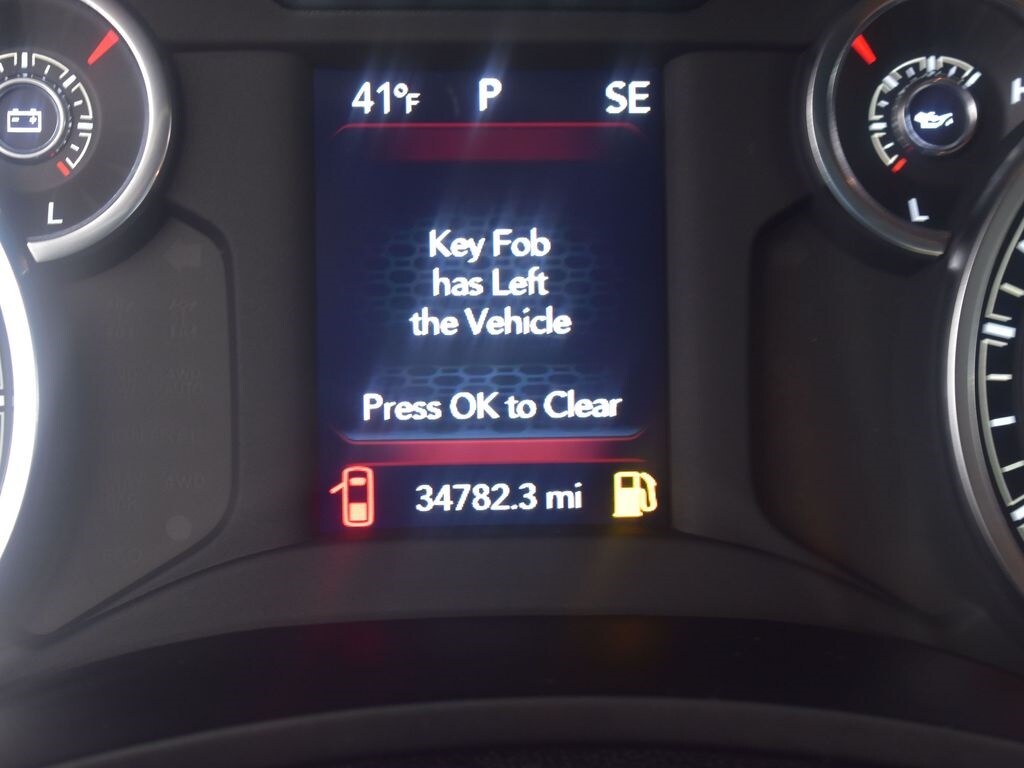 41°F P SE
H
L
L
Key Fob
has Left
the Vehicle
Press OK to Clear
34782.3 mi